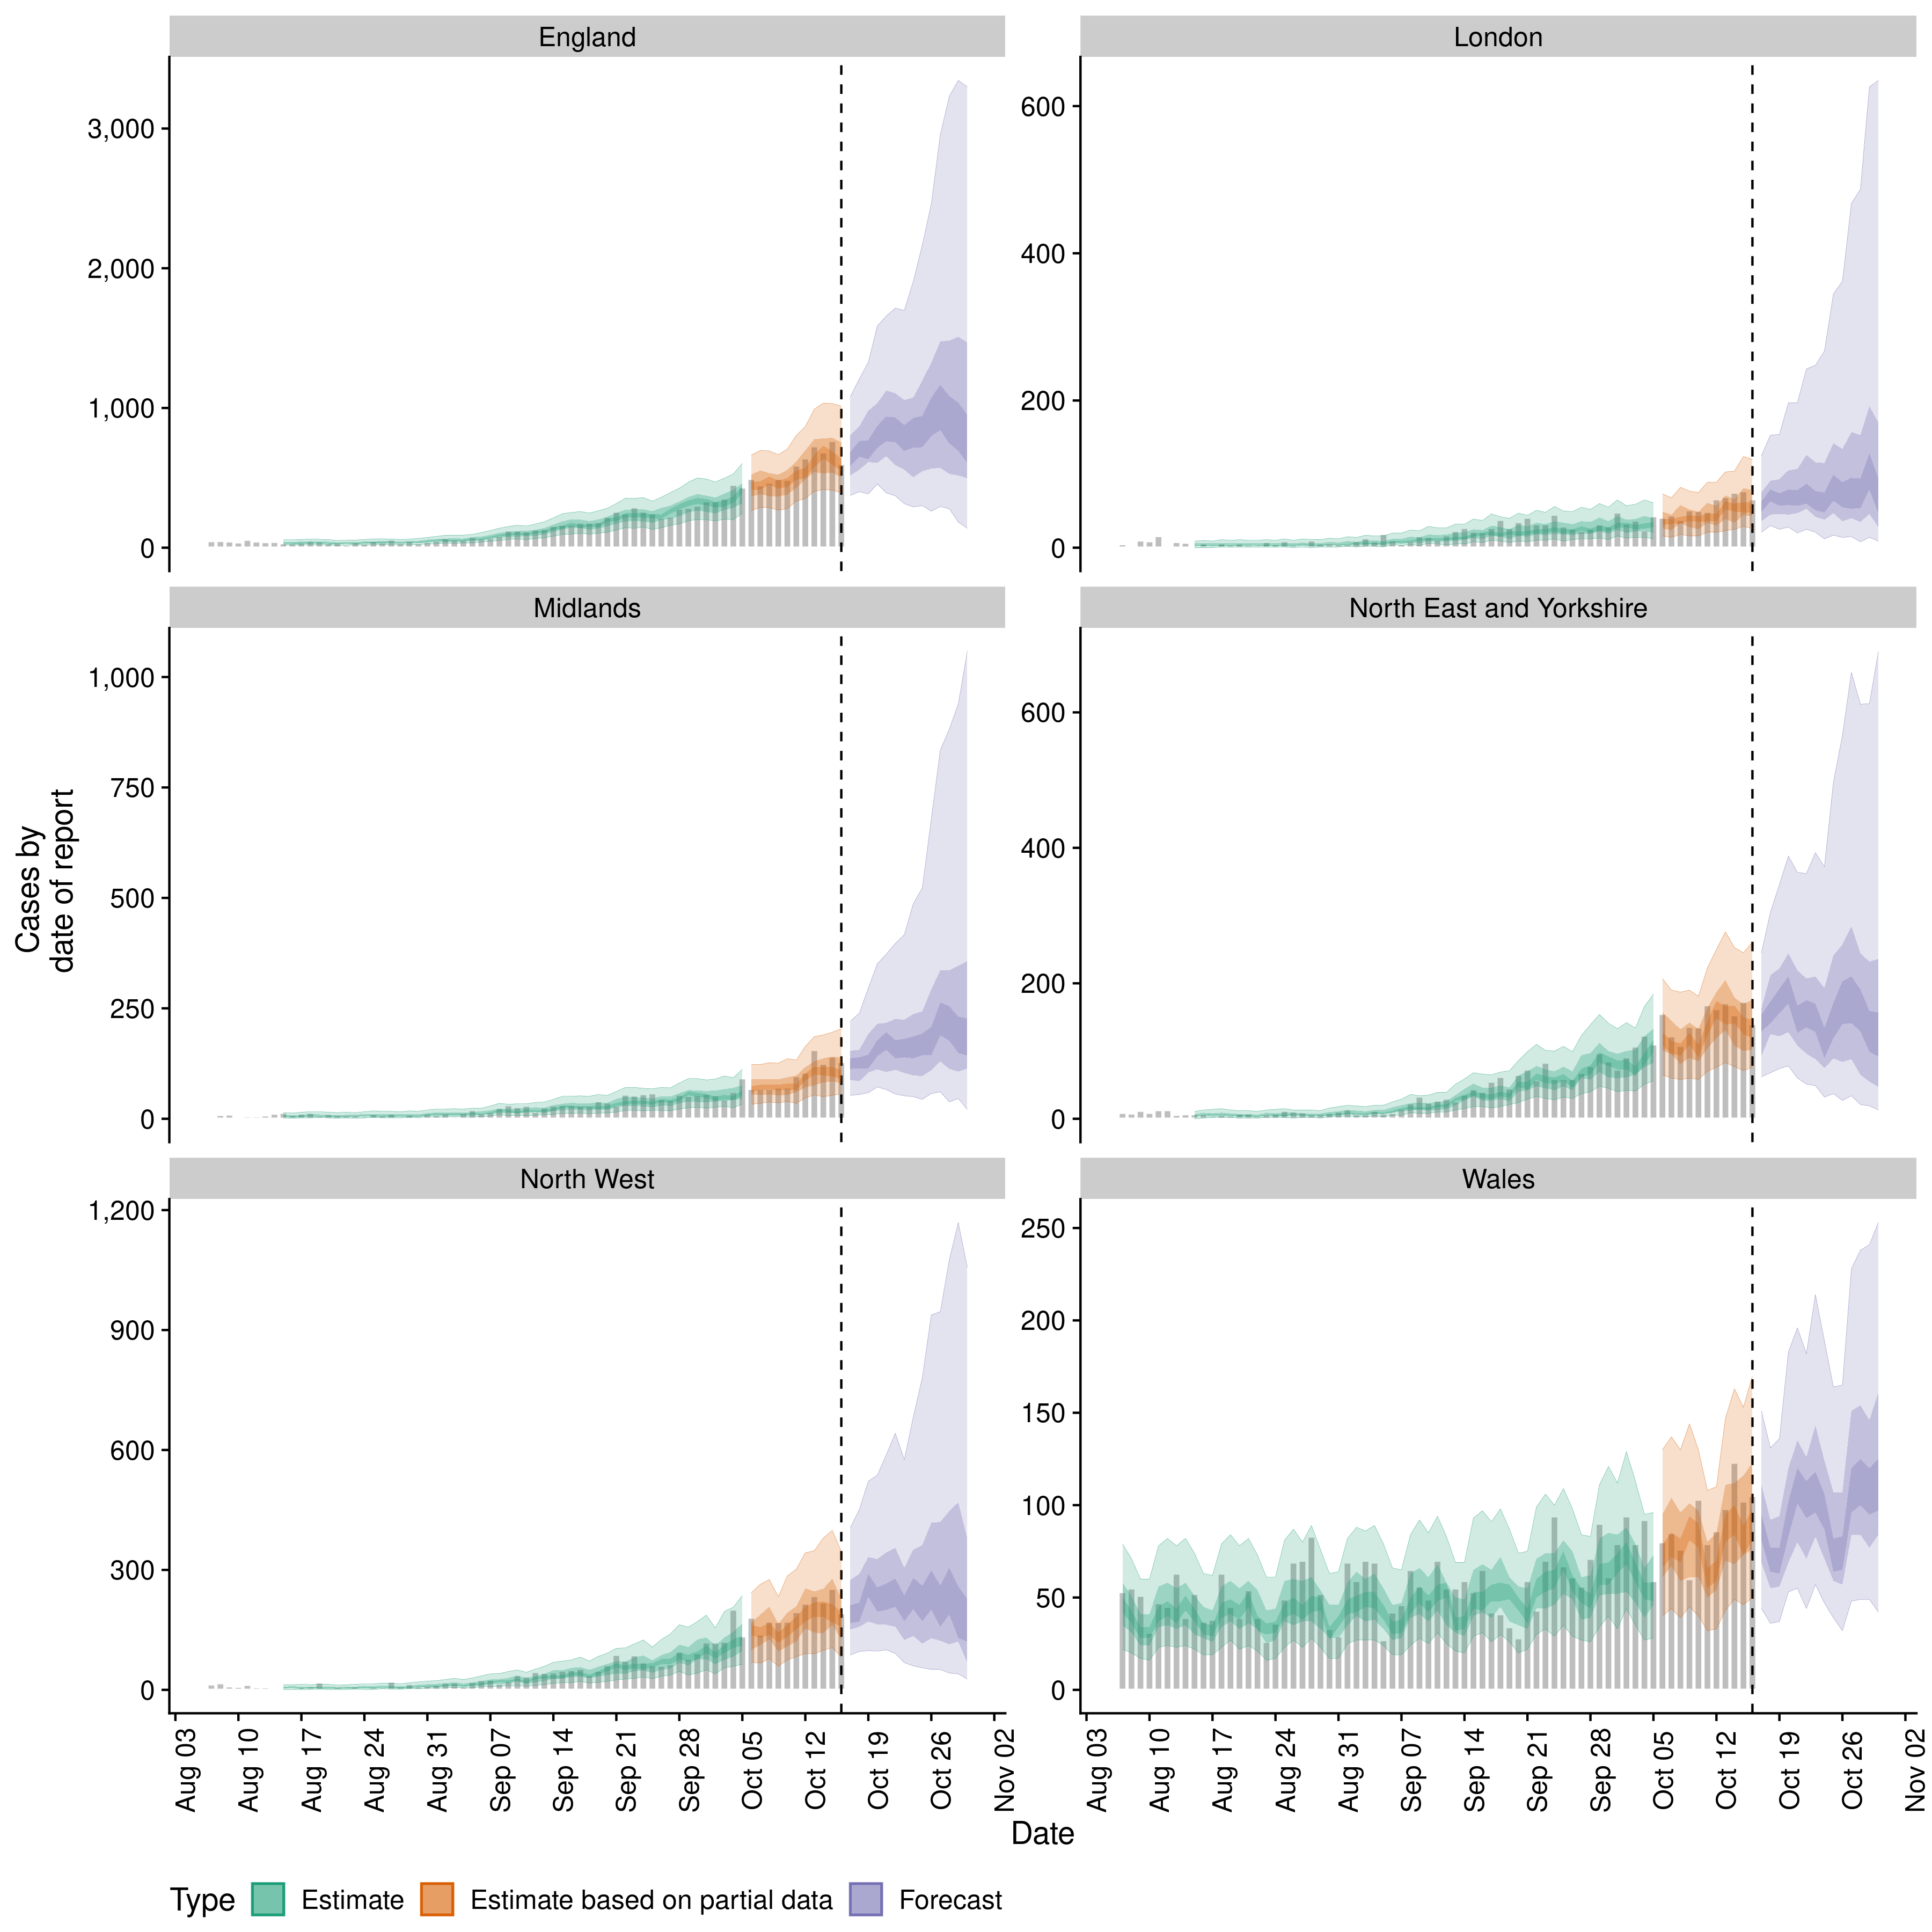 England
London
3,000
2,000
1,000
0
600
400
200
0
Midlands
North East and Yorkshire
1,000
750
500
250
0
600
400
200
0
Cases by
date of report
North West
Wales
1,200
900
600
300
0
250
200
150
100
50
0
Aug 03
Aug 10
Aug 17
Aug 24
Aug 31
Sep 07
Sep 14
Sep 21
Sep 28
Oct 05
Oct 12
Oct 19
Oct 26
Nov 02
Aug 03
Aug 10
Aug 17
Aug 24
Aug 31
Sep 07
Sep 14
Sep 21
Sep 28
Oct 05
Oct 12
Oct 19
Oct 26
Nov 02
Date
Type Estimate Estimate based on partial data Forecast